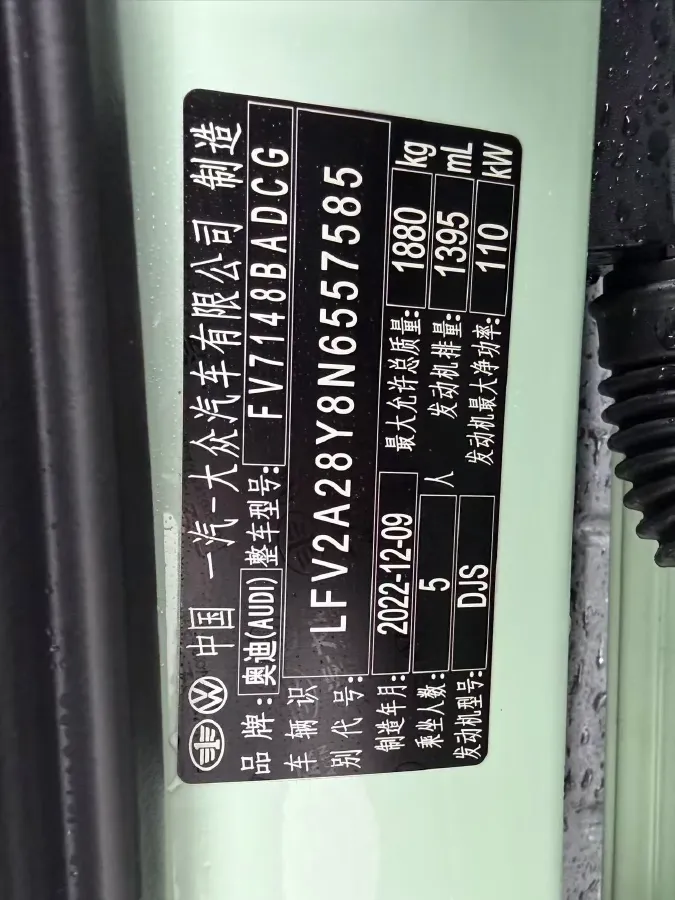 中国 一汽-大众汽车有限公司 制造
品牌:奥迪(AUDI) 整车型号:FV7148BADCG
车辆识别代号:LFV2A28Y8N6557585
制造年月:2022-12-09 最大允许总质量:1880 kg
乘坐人数:5 人 发动机排量:1395 mL
发动机型号:DJS 发动机最大净功率:110 kW